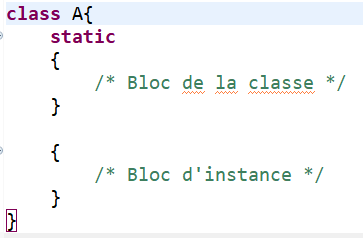 class A{
static
{
/* Bloc de la classe */
}
{
/* Bloc d'instance */
}
}